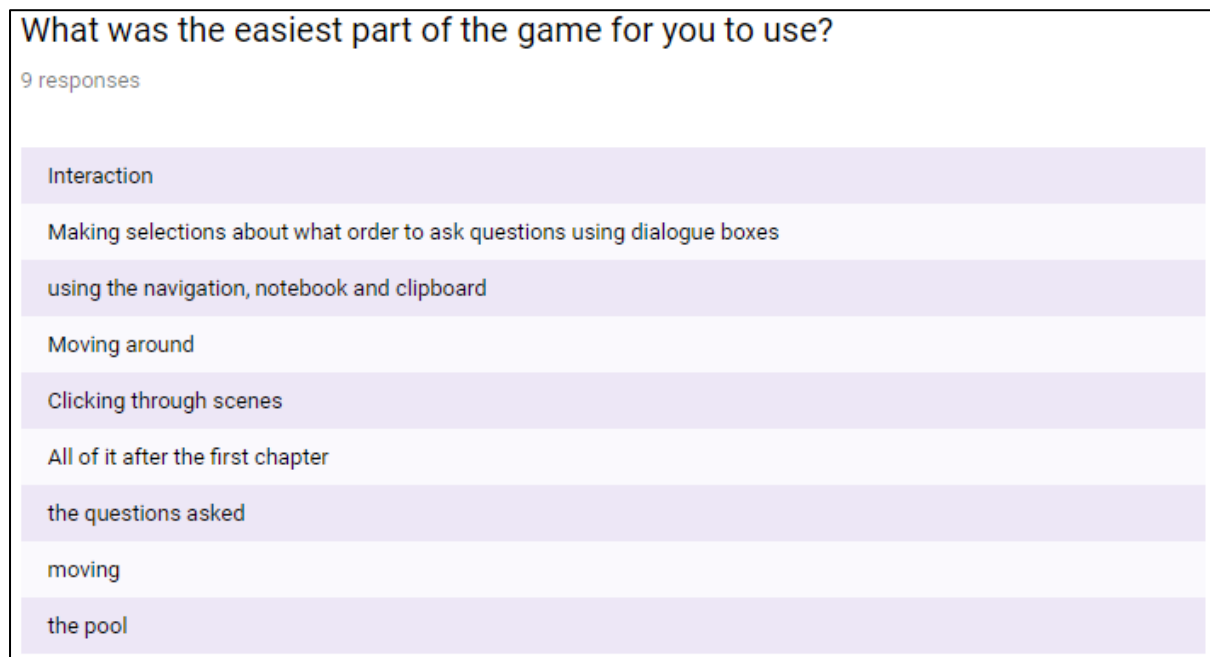 What was the easiest part of the game for you to use?
9 responses
Interaction
Making selections about what order to ask questions using dialogue boxes
using the navigation, notebook and clipboard
Moving around
Clicking through scenes
All of it after the first chapter
the questions asked
moving
the pool